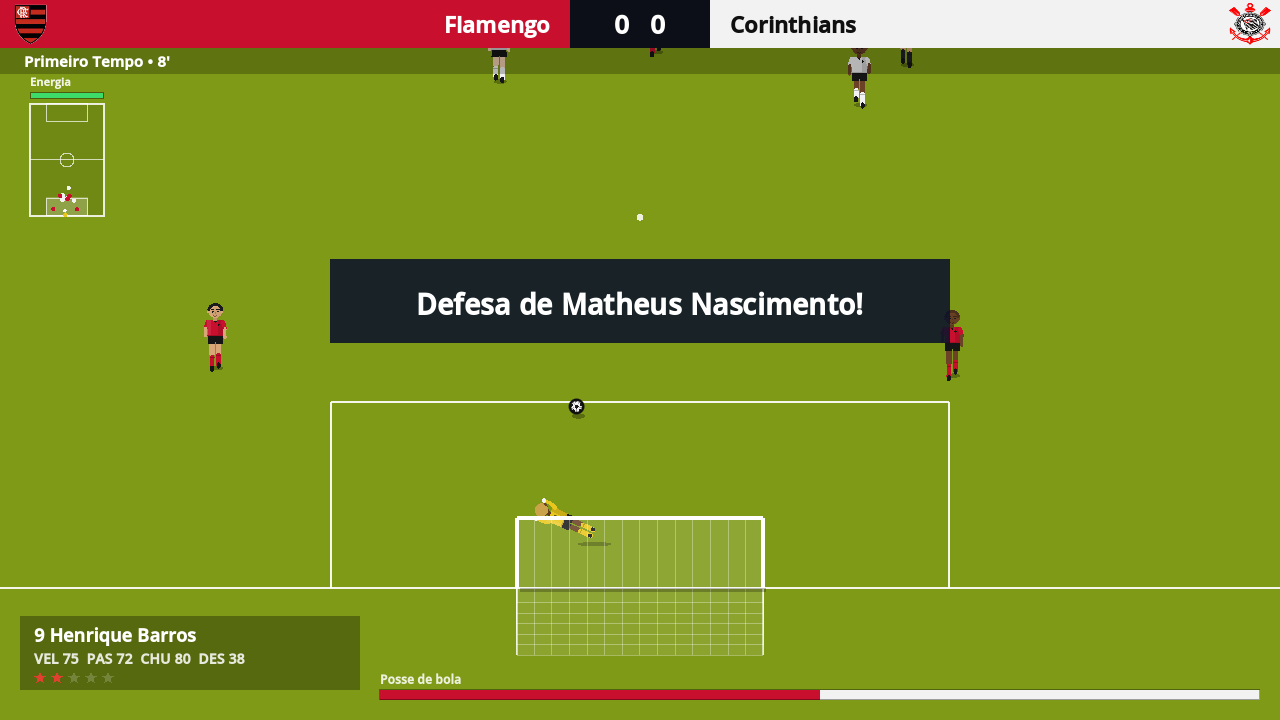 Flamengo 0 0 Corinthians
Primeiro Tempo • 8'
Energia
Defesa de Matheus Nascimento!
9 Henrique Barros
VEL 75 PAS 72 CHU 80 DES 38
Posse de bola